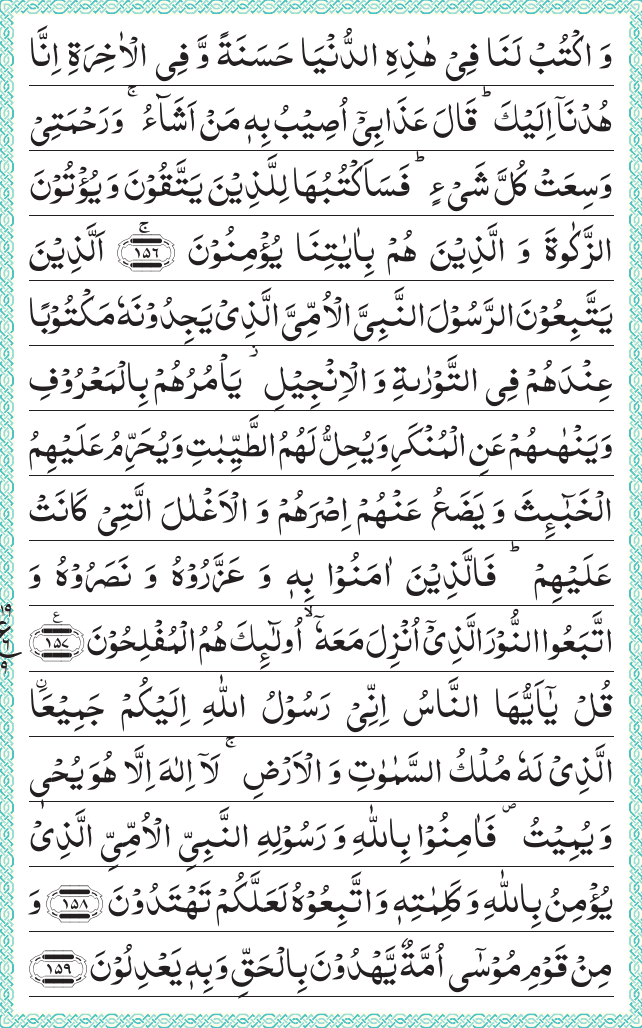 وَ اكْتُبْ لَنَا فِیْ هٰذِهِ الدُّنْیَا حَسَنَةً وَّ فِی الْاٰخِرَةِ اِنَّا
هُدْنَاۤ اِلَیْكَ ؕ قَالَ عَذَابِیْۤ اُصِیْبُ بِهٖ مَنْ اَشَآءُ ۚ وَ رَحْمَتِیْ
وَسِعَتْ كُلَّ شَیْءٍ ؕ فَسَاَكْتُبُهَا لِلَّذِیْنَ یَتَّقُوْنَ وَ یُؤْتُوْنَ
الزَّكٰوةَ وَ الَّذِیْنَ هُمْ بِاٰیٰتِنَا یُؤْمِنُوْنَ ۚ ﴿۱۵۶﴾ اَلَّذِیْنَ
یَتَّبِعُوْنَ الرَّسُوْلَ النَّبِیَّ الْاُمِّیَّ الَّذِیْ یَجِدُوْنَهٗ مَكْتُوْبًا
عِنْدَهُمْ فِی التَّوْرٰىةِ وَ الْاِنْجِیْلِ ؗ یَاْمُرُهُمْ بِالْمَعْرُوْفِ
وَ یَنْهٰىهُمْ عَنِ الْمُنْكَرِ وَ یُحِلُّ لَهُمُ الطَّیِّبٰتِ وَ یُحَرِّمُ عَلَیْهِمُ
الْخَبٰٓىِٕثَ وَ یَضَعُ عَنْهُمْ اِصْرَهُمْ وَ الْاَغْلٰلَ الَّتِیْ كَانَتْ
عَلَیْهِمْ ؕ فَالَّذِیْنَ اٰمَنُوْا بِهٖ وَ عَزَّرُوْهُ وَ نَصَرُوْهُ وَ
اتَّبَعُوا النُّوْرَ الَّذِیْۤ اُنْزِلَ مَعَهٗۤ ۙ اُولٰٓىِٕكَ هُمُ الْمُفْلِحُوْنَ ﴿۱۵۷﴾ ع
۱۹
ع
۹
قُلْ یٰۤاَیُّهَا النَّاسُ اِنِّیْ رَسُوْلُ اللّٰهِ اِلَیْكُمْ جَمِیْعَاۨ
الَّذِیْ لَهٗ مُلْكُ السَّمٰوٰتِ وَ الْاَرْضِ ۚ لَاۤ اِلٰهَ اِلَّا هُوَ یُحْیٖ
وَ یُمِیْتُ ۪ فَاٰمِنُوْا بِاللّٰهِ وَ رَسُوْلِهِ النَّبِیِّ الْاُمِّیِّ الَّذِیْ
یُؤْمِنُ بِاللّٰهِ وَ كَلِمٰتِهٖ وَ اتَّبِعُوْهُ لَعَلَّكُمْ تَهْتَدُوْنَ ﴿۱۵۸﴾ وَ
مِنْ قَوْمِ مُوْسٰۤی اُمَّةٌ یَّهْدُوْنَ بِالْحَقِّ وَ بِهٖ یَعْدِلُوْنَ ﴿۱۵۹﴾